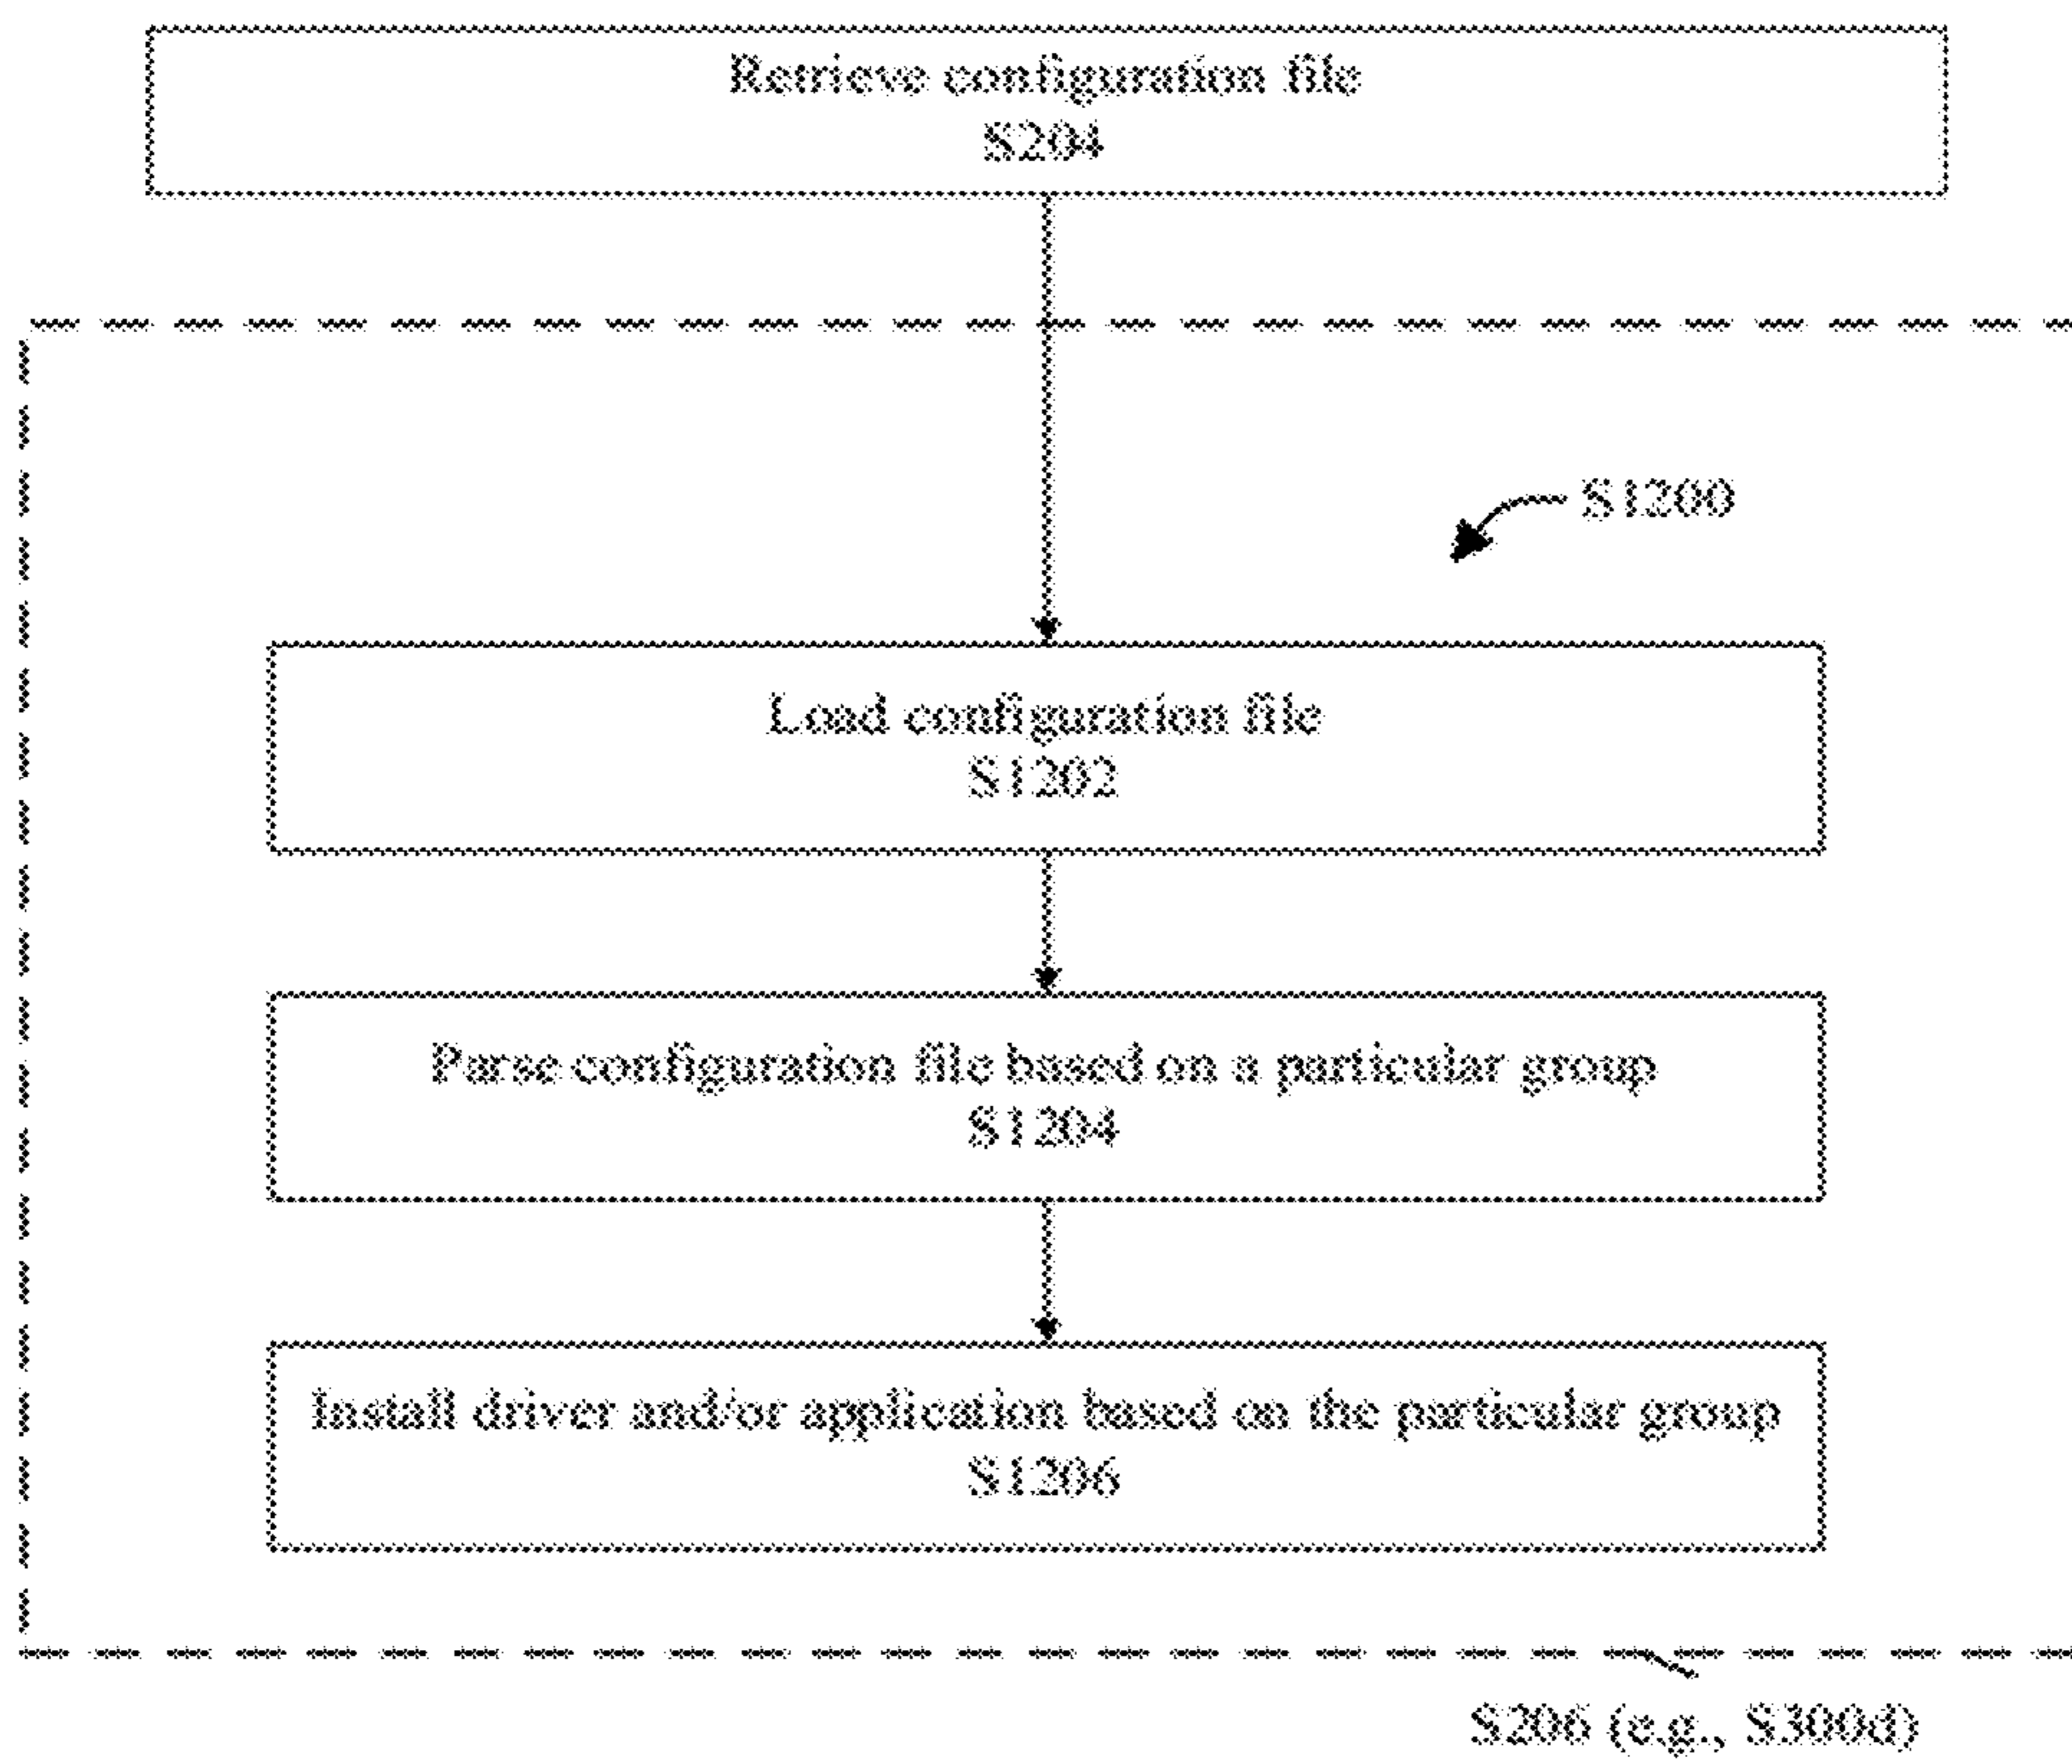 Retrieve configuration file
S204
S1200
Load configuration file
S1202
Parse configuration file based on a particular group
S1204
Install driver and/or application based on the particular group
S1206
S206 (e.g., S300d)